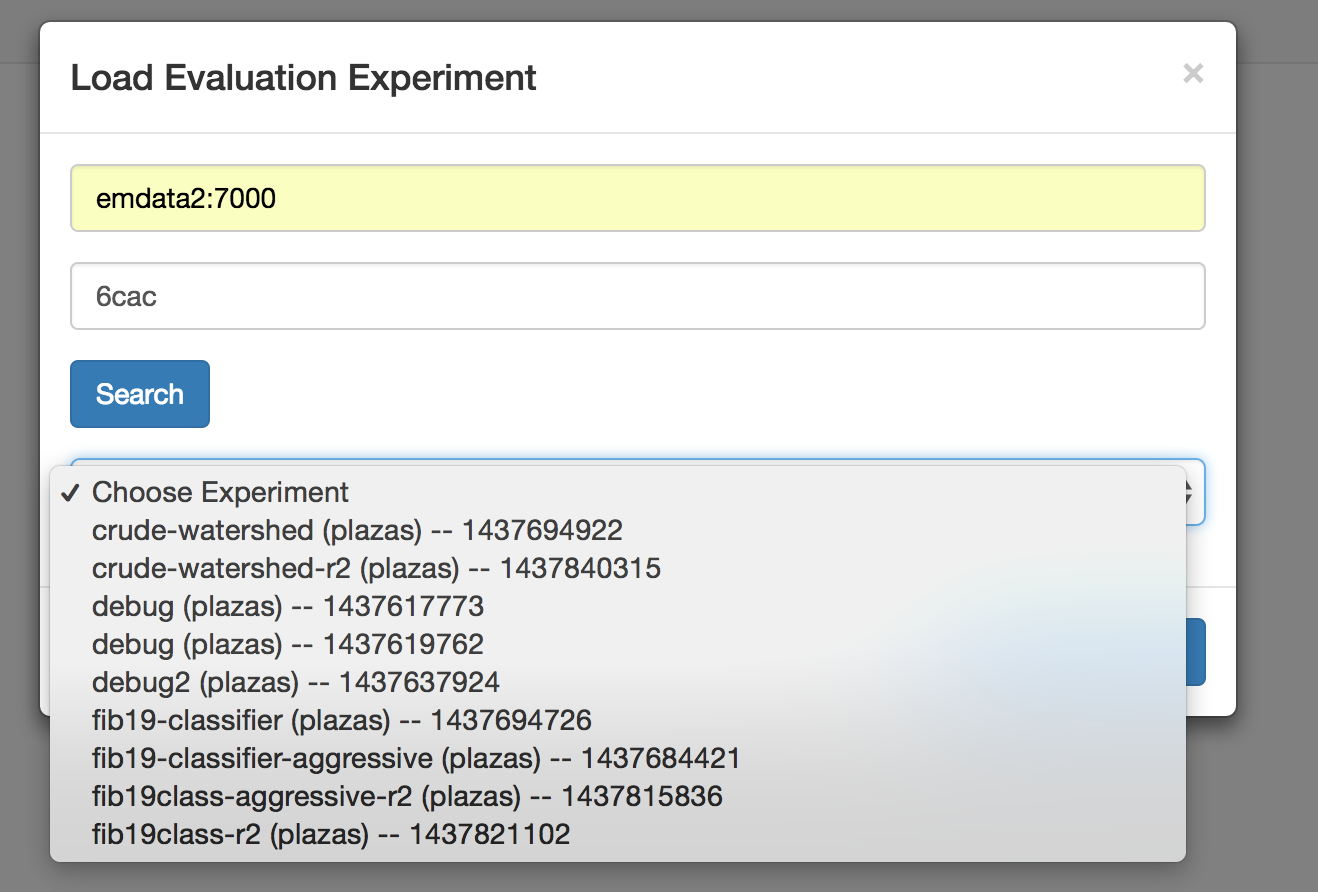 Load Evaluation Experiment ×
emdata2:7000
6cac
Search
✓ Choose Experiment
crude-watershed (plazas) -- 1437694922
crude-watershed-r2 (plazas) -- 1437840315
debug (plazas) -- 1437617773
debug (plazas) -- 1437619762
debug2 (plazas) -- 1437637924
fib19-classifier (plazas) -- 1437694726
fib19-classifier-aggressive (plazas) -- 1437684421
fib19class-aggressive-r2 (plazas) -- 1437815836
fib19class-r2 (plazas) -- 1437821102